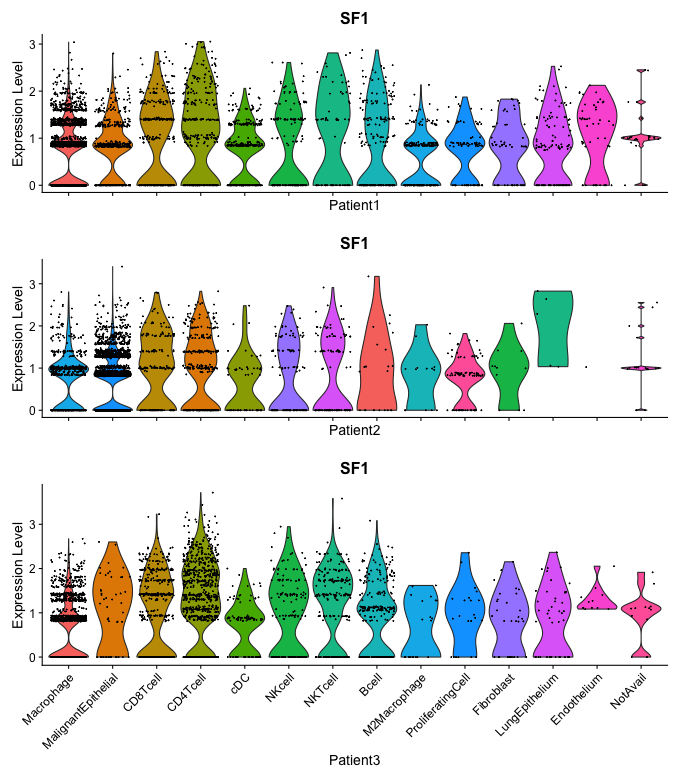 SF1
Expression Level
3
2
1
0
Patient1
SF1
Expression Level
3
2
1
0
Patient2
SF1
Expression Level
3
2
1
0
Macrophage
MalignantEpithelial
CD8Tcell
CD4Tcell
cDC
NKcell
NKTcell
Bcell
M2Macrophage
ProliferatingCell
Fibroblast
LungEpithelium
Endothelium
NotAvail
Patient3